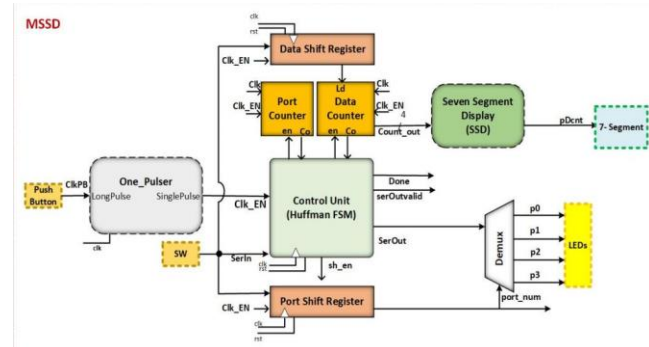 MSSD
clk
rst
Data Shift Register
Clk_EN
Clk
Ld
Clk
Clk_EN
Port
Counter
Data
Counter
Clk_EN
4
Count_out
en Co
en Co
Seven Segment
Display
(SSD)
pDcnt
7- Segment
Push
Button
ClkPB
One_Pulser
LongPulse
SinglePulse
clk
Clk_EN
Control Unit
(Huffman FSM)
Done
serOutvalid
SerOut
SW
SerIn
clk
rst
sh_en
Demux
p0
p1
p2
p3
LEDs
Port Shift Register
Clk_EN
clk
rst
port_num